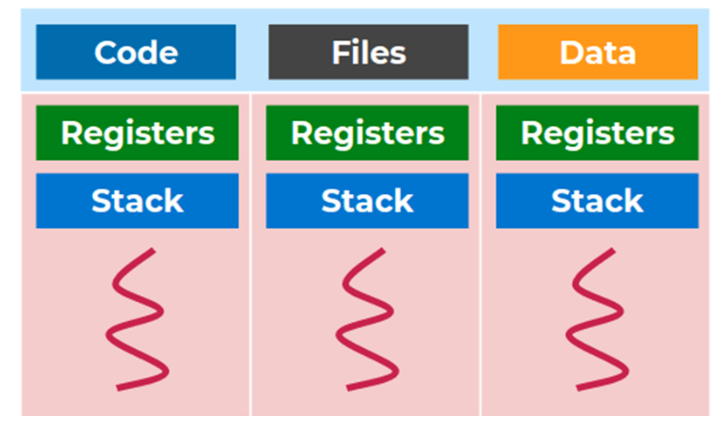 Code Files Data
Registers Registers Registers
Stack Stack Stack